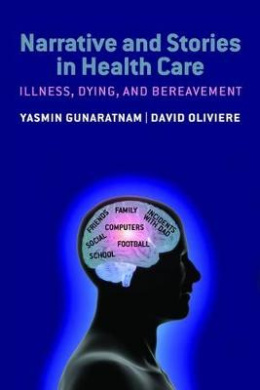 Narrative and Stories
in Health Care
ILLNESS, DYING, AND BEREAVEMENT
YASMIN GUNARATNAM | DAVID OLIVIERE
FRIENDS
FAMILY
INCIDENTS
WITH DAD
COMPUTERS
SOCIAL
FOOTBALL
SCHOOL